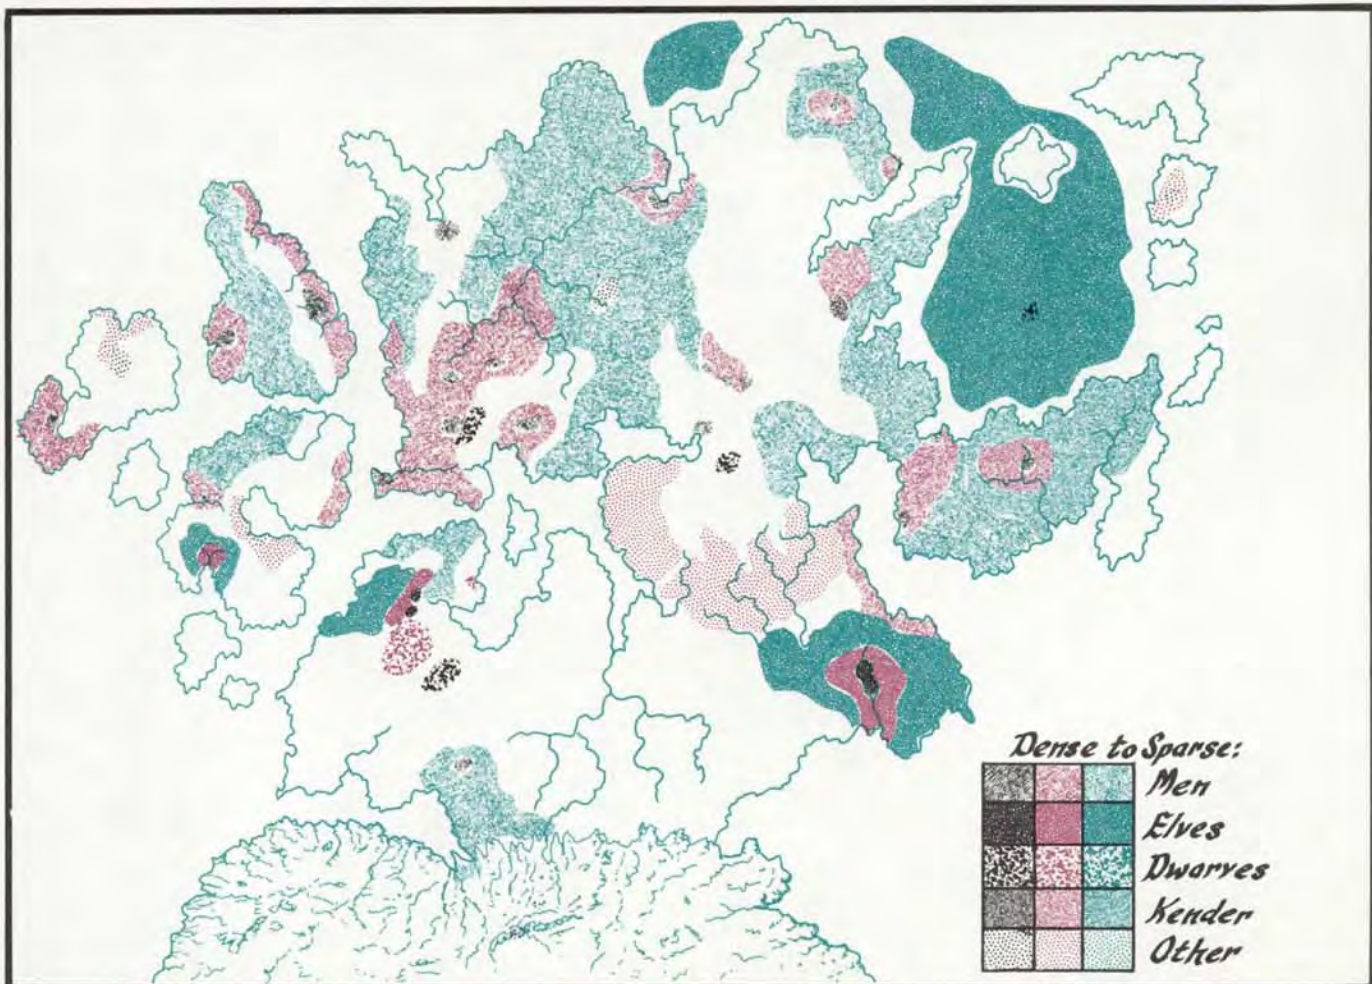 Dense to Sparse:
Men
Elves
Dwarves
Kender
Other